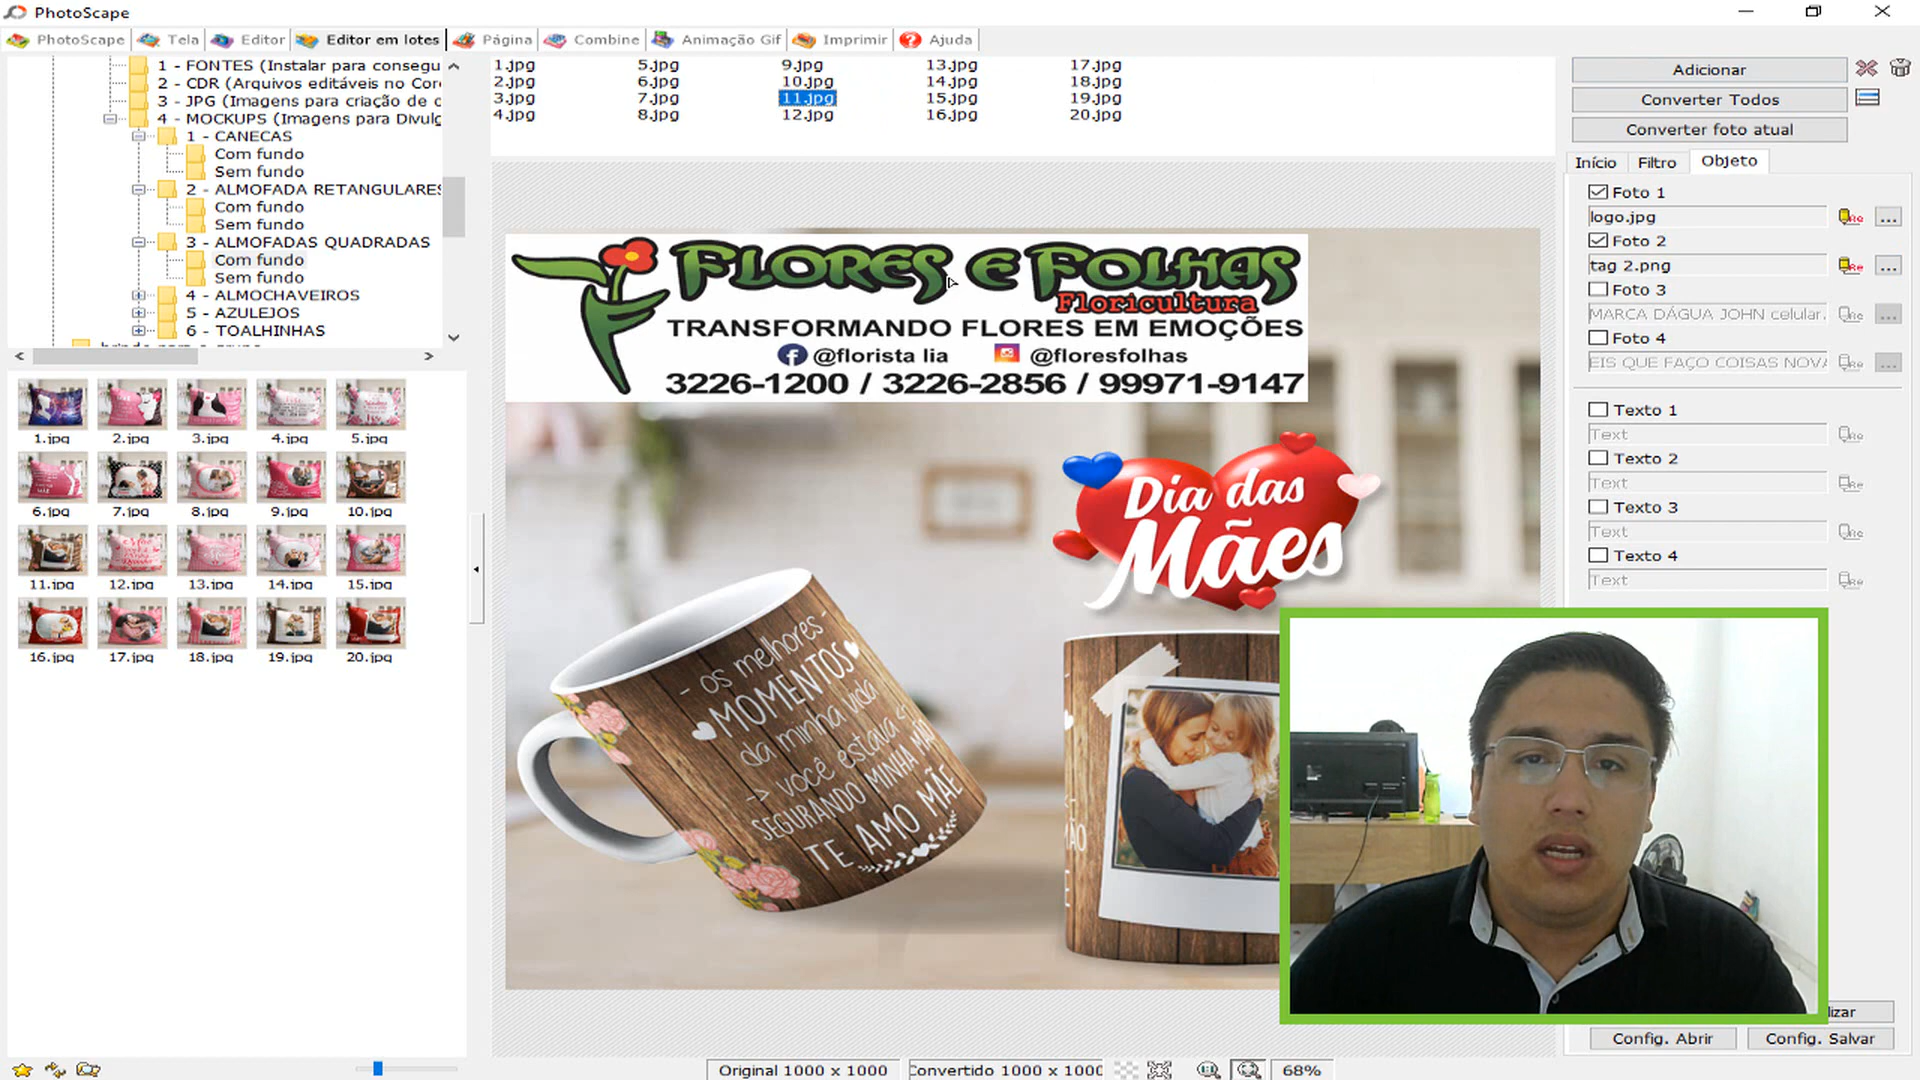 PhotoScape
PhotoScape Tela Editor Editor em lotes Página Combine Animação Gif Imprimir Ajuda
1 - FONTES (Instalar para consegu
2 - CDR (Arquivos editáveis no Cor
3 - JPG (Imagens para criação de c
4 - MOCKUPS (Imagens para Divulg
1 - CANECAS
Com fundo
Sem fundo
2 - ALMOFADA RETANGULARES
Com fundo
Sem fundo
3 - ALMOFADAS QUADRADAS
Com fundo
Sem fundo
4 - ALMOCHAVEIROS
5 - AZULEJOS
6 - TOALHINHAS
1.jpg 2.jpg 3.jpg 4.jpg 5.jpg
6.jpg 7.jpg 8.jpg 9.jpg 10.jpg
11.jpg 12.jpg 13.jpg 14.jpg 15.jpg
16.jpg 17.jpg 18.jpg 19.jpg 20.jpg
1.jpg 5.jpg 9.jpg 13.jpg 17.jpg
2.jpg 6.jpg 10.jpg 14.jpg 18.jpg
3.jpg 7.jpg 11.jpg 15.jpg 19.jpg
4.jpg 8.jpg 12.jpg 16.jpg 20.jpg
FLORES E FOLHAS
Floricultura
TRANSFORMANDO FLORES EM EMOÇÕES
@florista lia @floresfolhas
3226-1200 / 3226-2856 / 99971-9147
Dia das
Mães
- os melhores -
MOMENTOS
da minha vida
-> você estava <-
SEGURANDO MINHA MÃO
TE AMO MÃE
Adicionar
Converter Todos
Converter foto atual
Início Filtro Objeto
Foto 1
logo.jpg
Foto 2
tag 2.png
Foto 3
MARCA DÁGUA JOHN celular.
Foto 4
EIS QUE FAÇO COISAS NOVA
Texto 1
Text
Texto 2
Text
Texto 3
Text
Texto 4
Text
lizar
Config. Abrir Config. Salvar
Original 1000 x 1000 Convertido 1000 x 1000 68%